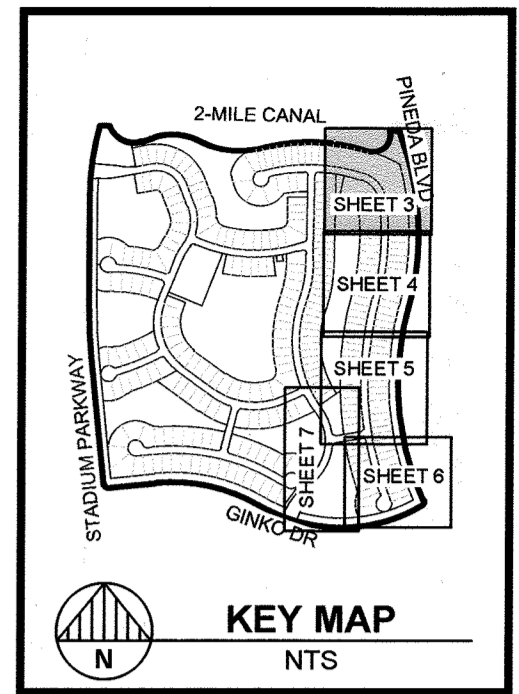 2-MILE CANAL
PINEDA BLVD
SHEET 3
SHEET 4
SHEET 5
SHEET 7
SHEET 6
STADIUM PARKWAY
GINKO DR
N
KEY MAP
NTS